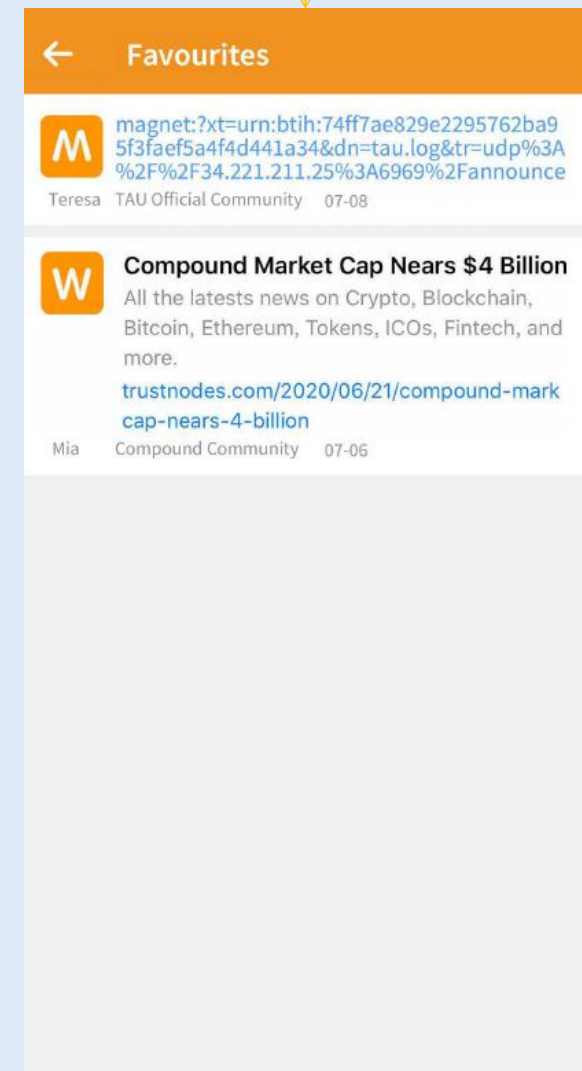 Favourites
M
magnet:?xt=urn:btih:74ff7ae829e2295762ba9
5f3faef5a4f4d441a34&dn=tau.log&tr=udp%3A
%2F%2F34.221.211.25%3A6969%2Fannounce
Teresa TAU Official Community 07-08
W
Compound Market Cap Nears $4 Billion
All the latests news on Crypto, Blockchain,
Bitcoin, Ethereum, Tokens, ICOs, Fintech, and
more.
trustnodes.com/2020/06/21/compound-mark
cap-nears-4-billion
Mia Compound Community 07-06